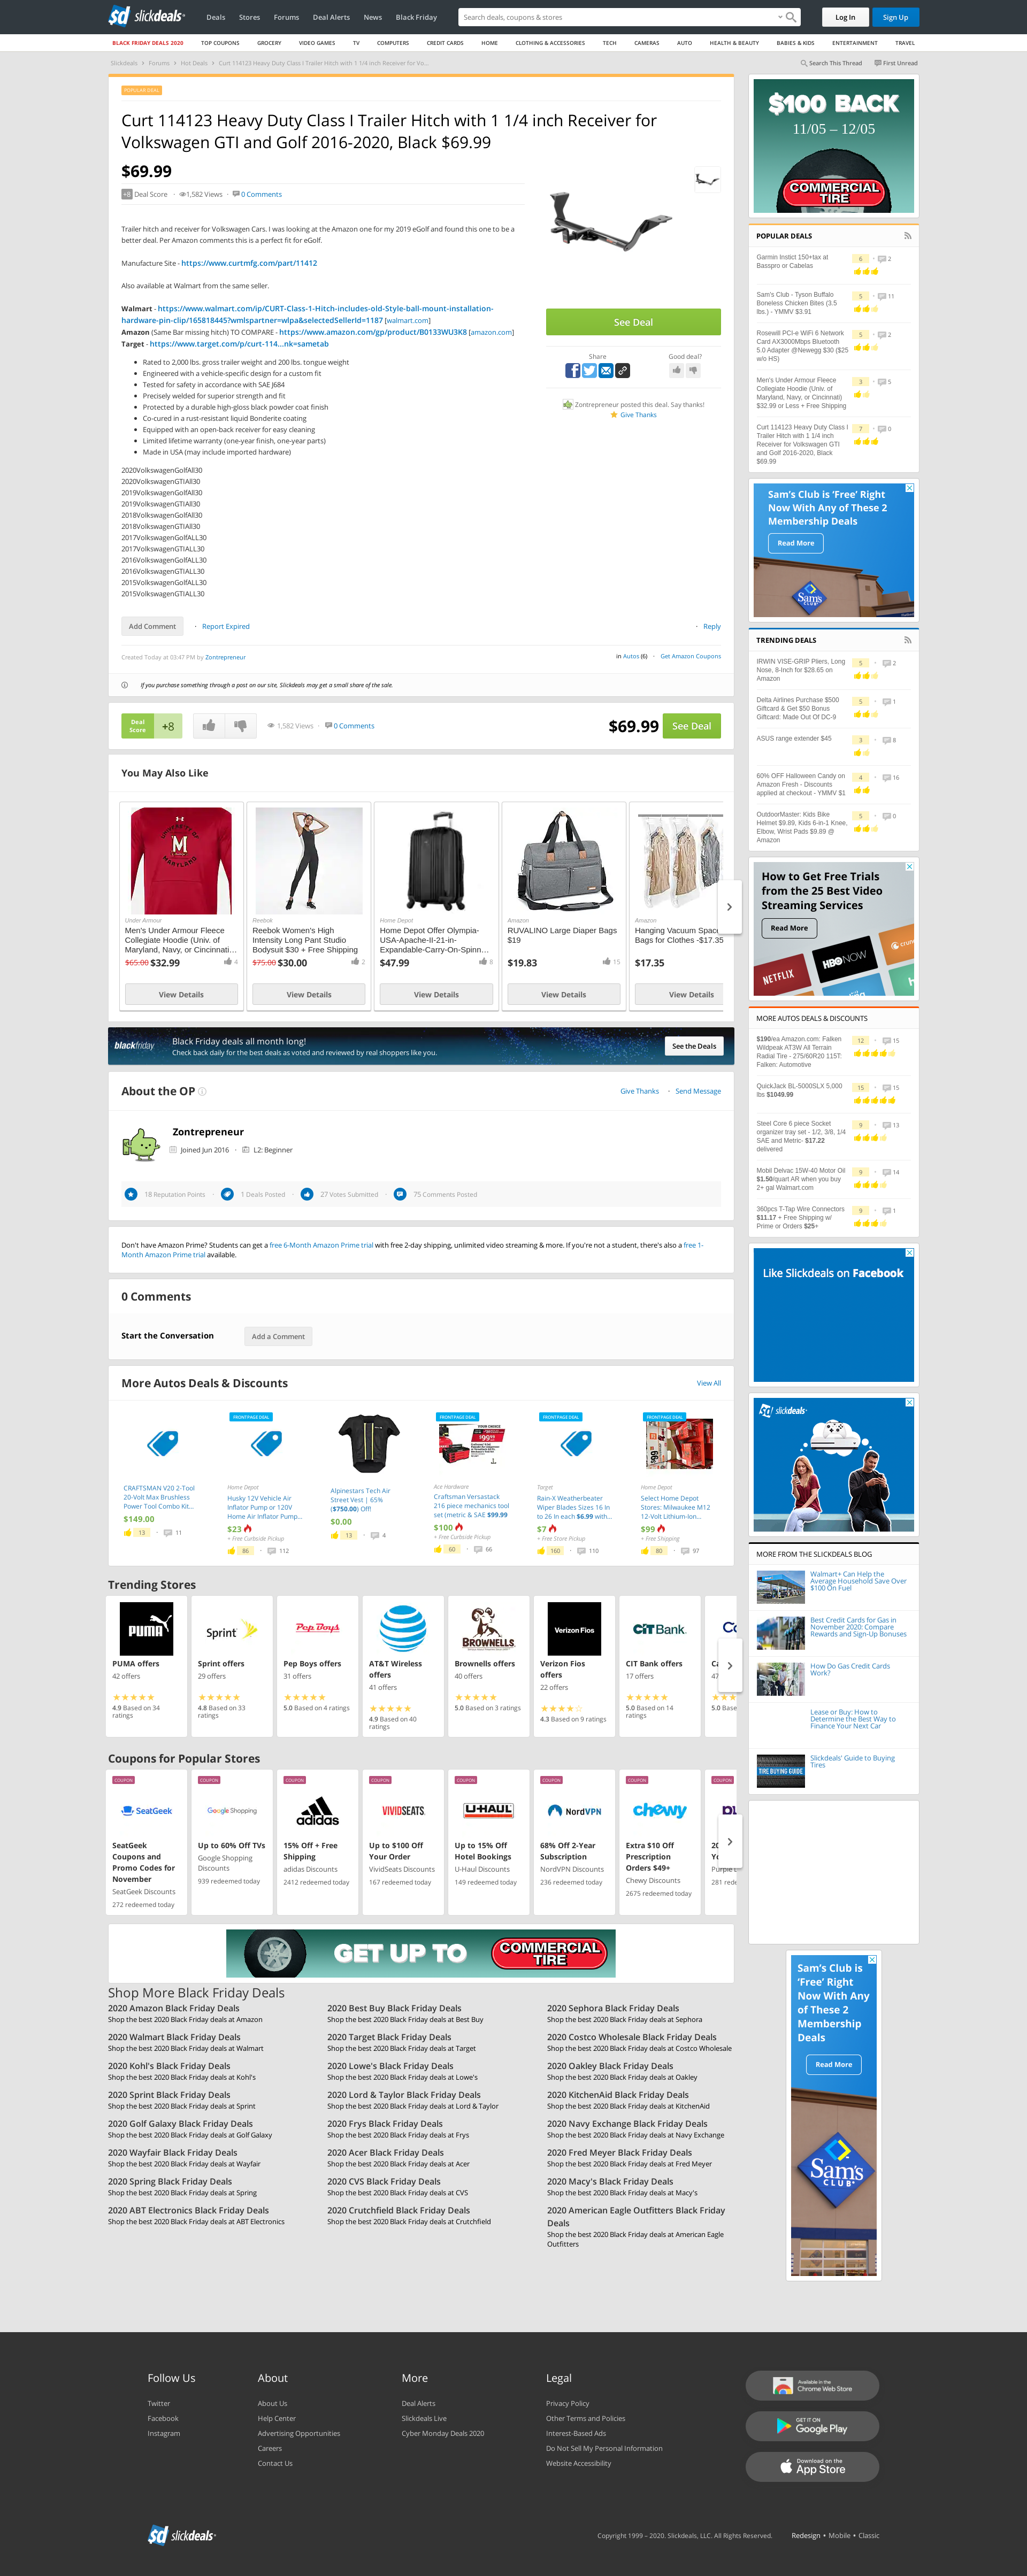 slickdeals
Deals
Stores
Forums
Deal Alerts
News
Black Friday
Search deals, coupons & stores
Log In
Sign Up
BLACK FRIDAY DEALS 2020
TOP COUPONS
GROCERY
VIDEO GAMES
TV
COMPUTERS
CREDIT CARDS
HOME
CLOTHING & ACCESSORIES
TECH
CAMERAS
AUTO
HEALTH & BEAUTY
BABIES & KIDS
ENTERTAINMENT
TRAVEL
Slickdeals > Forums > Hot Deals > Curt 114123 Heavy Duty Class I Trailer Hitch with 1 1/4 inch Receiver for Vo...
Search This Thread
First Unread
POPULAR DEAL
Curt 114123 Heavy Duty Class I Trailer Hitch with 1 1/4 inch Receiver for
Volkswagen GTI and Golf 2016-2020, Black $69.99
$69.99
+8 Deal Score · 1,582 Views · 0 Comments
Trailer hitch and receiver for Volkswagen Cars. I was looking at the Amazon one for my 2019 eGolf and found this one to be a
better deal. Per Amazon comments this is a perfect fit for eGolf.
Manufacture Site - https://www.curtmfg.com/part/11412
Also available at Walmart from the same seller.
Walmart - https://www.walmart.com/ip/CURT-Class-1-Hitch-includes-old-Style-ball-mount-installation-
hardware-pin-clip/165818445?wmlspartner=wlpa&selectedSellerId=1187 [walmart.com]
Amazon (Same Bar missing hitch) TO COMPARE - https://www.amazon.com/gp/product/B0133WU3K8 [amazon.com]
Target - https://www.target.com/p/curt-114...nk=sametab
Rated to 2,000 lbs. gross trailer weight and 200 lbs. tongue weight
Engineered with a vehicle-specific design for a custom fit
Tested for safety in accordance with SAE J684
Precisely welded for superior strength and fit
Protected by a durable high-gloss black powder coat finish
Co-cured in a rust-resistant liquid Bonderite coating
Equipped with an open-back receiver for easy cleaning
Limited lifetime warranty (one-year finish, one-year parts)
Made in USA (may include imported hardware)
2020VolkswagenGolfAll30
2020VolkswagenGTIAll30
2019VolkswagenGolfAll30
2019VolkswagenGTIAll30
2018VolkswagenGolfAll30
2018VolkswagenGTIAll30
2017VolkswagenGolfALL30
2017VolkswagenGTIALL30
2016VolkswagenGolfALL30
2016VolkswagenGTIALL30
2015VolkswagenGolfALL30
2015VolkswagenGTIALL30
See Deal
Share
Good deal?
Zontrepreneur posted this deal. Say thanks!
Give Thanks
Add Comment · Report Expired · Reply
Created Today at 03:47 PM by Zontrepreneur
in Autos (6) · Get Amazon Coupons
If you purchase something through a post on our site, Slickdeals may get a small share of the sale.
Deal Score +8
1,582 Views · 0 Comments
$69.99
See Deal
You May Also Like
UNIVERSITY OF
MARYLAND
Under Armour
Men's Under Armour Fleece
Collegiate Hoodie (Univ. of
Maryland, Navy, or Cincinnati...
$65.00 $32.99 4
View Details
Reebok
Reebok Women's High
Intensity Long Pant Studio
Bodysuit $30 + Free Shipping
$75.00 $30.00 2
View Details
Home Depot
Home Depot Offer Olympia-
USA-Apache-II-21-in-
Expandable-Carry-On-Spinn...
$47.99 8
View Details
Amazon
RUVALINO Large Diaper Bags
$19
$19.83 15
View Details
Amazon
Hanging Vacuum Spac
Bags for Clothes -$17.35
$17.35
View Details
blackfriday
Black Friday deals all month long!
Check back daily for the best deals as voted and reviewed by real shoppers like you.
See the Deals
About the OP
Give Thanks · Send Message
Zontrepreneur
Joined Jun 2016 · L2: Beginner
18 Reputation Points · 1 Deals Posted · 27 Votes Submitted · 75 Comments Posted
Don't have Amazon Prime? Students can get a free 6-Month Amazon Prime trial with free 2-day shipping, unlimited video streaming & more. If you're not a student, there's also a free 1-
Month Amazon Prime trial available.
0 Comments
Start the Conversation
Add a Comment
More Autos Deals & Discounts
View All
CRAFTSMAN V20 2-Tool
20-Volt Max Brushless
Power Tool Combo Kit...
$149.00
13 · 11
FRONTPAGE DEAL
Home Depot
Husky 12V Vehicle Air
Inflator Pump or 120V
Home Air Inflator Pump...
$23
+ Free Curbside Pickup
86 · 112
Alpinestars Tech Air
Street Vest | 65%
($750.00) Off!
$0.00
13 · 4
FRONTPAGE DEAL
YOUR CHOICE
Ace Hardware
Craftsman Versastack
216 piece mechanics tool
set (metric & SAE $99.99
$100
+ Free Curbside Pickup
60 · 66
FRONTPAGE DEAL
Target
Rain-X Weatherbeater
Wiper Blades Sizes 16 In
to 26 In each $6.99 with...
$7
+ Free Store Pickup
160 · 110
FRONTPAGE DEAL
Home Depot
Select Home Depot
Stores: Milwaukee M12
12-Volt Lithium-Ion...
$99
+ Free Shipping
80 · 97
Trending Stores
PUMA
PUMA offers
42 offers
4.9 Based on 34
ratings
Sprint
Sprint offers
29 offers
4.8 Based on 33
ratings
Pep Boys
Pep Boys offers
31 offers
5.0 Based on 4 ratings
AT&T Wireless
offers
41 offers
4.9 Based on 40
ratings
BROWNELLS
Brownells offers
40 offers
5.0 Based on 3 ratings
Verizon Fios
Verizon Fios
offers
22 offers
4.3 Based on 9 ratings
CIT BANK
CIT Bank offers
17 offers
5.0 Based on 14
ratings
Co
Ca
47
5.0 Base
Coupons for Popular Stores
COUPON
SeatGeek
SeatGeek
Coupons and
Promo Codes for
November
SeatGeek Discounts
272 redeemed today
COUPON
Google Shopping
Up to 60% Off TVs
Google Shopping
Discounts
939 redeemed today
COUPON
adidas
15% Off + Free
Shipping
adidas Discounts
2412 redeemed today
COUPON
VIVIDSEATS
Up to $100 Off
Your Order
VividSeats Discounts
167 redeemed today
COUPON
U-HAUL
Up to 15% Off
Hotel Bookings
U-Haul Discounts
149 redeemed today
COUPON
NordVPN
68% Off 2-Year
Subscription
NordVPN Discounts
236 redeemed today
COUPON
chewy
Extra $10 Off
Prescription
Orders $49+
Chewy Discounts
2675 redeemed today
COUPON
20
Yo
Purple
281 rede
GET UP TO
COMMERCIAL
TIRE
Shop More Black Friday Deals
2020 Amazon Black Friday Deals
Shop the best 2020 Black Friday deals at Amazon
2020 Walmart Black Friday Deals
Shop the best 2020 Black Friday deals at Walmart
2020 Kohl's Black Friday Deals
Shop the best 2020 Black Friday deals at Kohl's
2020 Sprint Black Friday Deals
Shop the best 2020 Black Friday deals at Sprint
2020 Golf Galaxy Black Friday Deals
Shop the best 2020 Black Friday deals at Golf Galaxy
2020 Wayfair Black Friday Deals
Shop the best 2020 Black Friday deals at Wayfair
2020 Spring Black Friday Deals
Shop the best 2020 Black Friday deals at Spring
2020 ABT Electronics Black Friday Deals
Shop the best 2020 Black Friday deals at ABT Electronics
2020 Best Buy Black Friday Deals
Shop the best 2020 Black Friday deals at Best Buy
2020 Target Black Friday Deals
Shop the best 2020 Black Friday deals at Target
2020 Lowe's Black Friday Deals
Shop the best 2020 Black Friday deals at Lowe's
2020 Lord & Taylor Black Friday Deals
Shop the best 2020 Black Friday deals at Lord & Taylor
2020 Frys Black Friday Deals
Shop the best 2020 Black Friday deals at Frys
2020 Acer Black Friday Deals
Shop the best 2020 Black Friday deals at Acer
2020 CVS Black Friday Deals
Shop the best 2020 Black Friday deals at CVS
2020 Crutchfield Black Friday Deals
Shop the best 2020 Black Friday deals at Crutchfield
2020 Sephora Black Friday Deals
Shop the best 2020 Black Friday deals at Sephora
2020 Costco Wholesale Black Friday Deals
Shop the best 2020 Black Friday deals at Costco Wholesale
2020 Oakley Black Friday Deals
Shop the best 2020 Black Friday deals at Oakley
2020 KitchenAid Black Friday Deals
Shop the best 2020 Black Friday deals at KitchenAid
2020 Navy Exchange Black Friday Deals
Shop the best 2020 Black Friday deals at Navy Exchange
2020 Fred Meyer Black Friday Deals
Shop the best 2020 Black Friday deals at Fred Meyer
2020 Macy's Black Friday Deals
Shop the best 2020 Black Friday deals at Macy's
2020 American Eagle Outfitters Black Friday
Deals
Shop the best 2020 Black Friday deals at American Eagle
Outfitters
$100 BACK
11/05 – 12/05
COMMERCIAL
TIRE
POPULAR DEALS
Garmin Instict 150+tax at
Basspro or Cabelas
6 · 2
Sam's Club - Tyson Buffalo
Boneless Chicken Bites (3.5
lbs.) - YMMV $3.91
5 · 11
Rosewill PCI-e WiFi 6 Network
Card AX3000Mbps Bluetooth
5.0 Adapter @Newegg $30 ($25
w/o HS)
5 · 2
Men's Under Armour Fleece
Collegiate Hoodie (Univ. of
Maryland, Navy, or Cincinnati)
$32.99 or Less + Free Shipping
3 · 5
Curt 114123 Heavy Duty Class I
Trailer Hitch with 1 1/4 inch
Receiver for Volkswagen GTI
and Golf 2016-2020, Black
$69.99
7 · 0
Sam's Club is 'Free' Right
Now With Any of These 2
Membership Deals
Read More
Sam's
CLUB
TRENDING DEALS
IRWIN VISE-GRIP Pliers, Long
Nose, 8-Inch for $28.65 on
Amazon
5 · 2
Delta Airlines Purchase $500
Giftcard & Get $50 Bonus
Giftcard: Made Out Of DC-9
5 · 1
ASUS range extender $45
3 · 8
60% OFF Halloween Candy on
Amazon Fresh - Discounts
applied at checkout - YMMV $1
4 · 16
OutdoorMaster: Kids Bike
Helmet $9.89, Kids 6-in-1 Knee,
Elbow, Wrist Pads $9.89 @
Amazon
5 · 0
How to Get Free Trials
from the 25 Best Video
Streaming Services
Read More
NETFLIX
HBO NOW
crunchy
MORE AUTOS DEALS & DISCOUNTS
$190/ea Amazon.com: Falken
Wildpeak AT3W All Terrain
Radial Tire - 275/60R20 115T:
Falken: Automotive
12 · 15
QuickJack BL-5000SLX 5,000
lbs $1049.99
15 · 15
Steel Core 6 piece Socket
organizer tray set - 1/2, 3/8, 1/4
SAE and Metric- $17.22
delivered
9 · 13
Mobil Delvac 15W-40 Motor Oil
$1.50/quart AR when you buy
2+ gal Walmart.com
9 · 14
360pcs T-Tap Wire Connectors
$11.17 + Free Shipping w/
Prime or Orders $25+
9 · 1
Like Slickdeals on Facebook
slickdeals
MORE FROM THE SLICKDEALS BLOG
Walmart+ Can Help the
Average Household Save Over
$100 On Fuel
Best Credit Cards for Gas in
November 2020: Compare
Rewards and Sign-Up Bonuses
How Do Gas Credit Cards
Work?
Lease or Buy: How to
Determine the Best Way to
Finance Your Next Car
TIRE BUYING GUIDE
Slickdeals' Guide to Buying
Tires
Sam's Club is
'Free' Right
Now With Any
of These 2
Membership
Deals
Read More
Sam's
CLUB
Follow Us
Twitter
Facebook
Instagram
About
About Us
Help Center
Advertising Opportunities
Careers
Contact Us
More
Deal Alerts
Slickdeals Live
Cyber Monday Deals 2020
Legal
Privacy Policy
Other Terms and Policies
Interest-Based Ads
Do Not Sell My Personal Information
Website Accessibility
Available in the
Chrome Web Store
GET IT ON
Google Play
Download on the
App Store
slickdeals
Copyright 1999 – 2020. Slickdeals, LLC. All Rights Reserved.
Redesign • Mobile • Classic